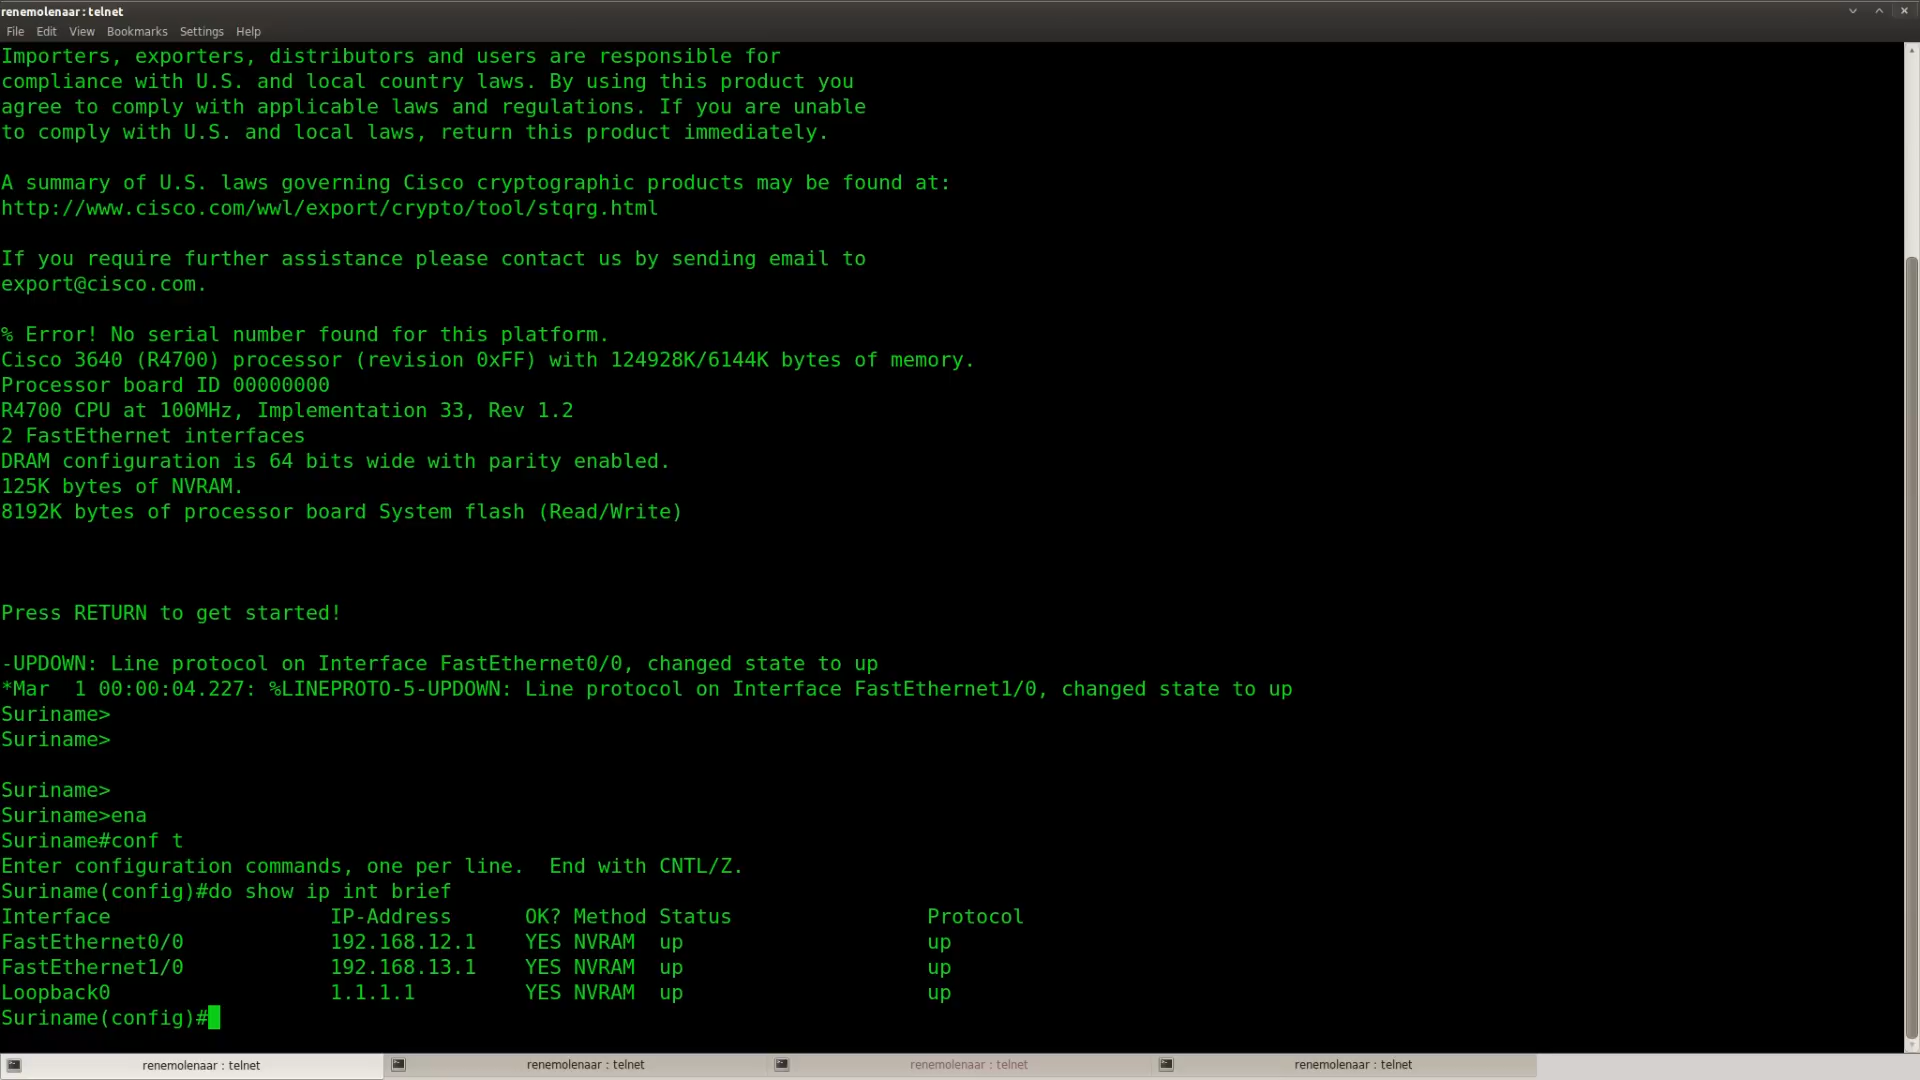 renemolenaar : telnet
File Edit View Bookmarks Settings Help
Importers, exporters, distributors and users are responsible for
compliance with U.S. and local country laws. By using this product you
agree to comply with applicable laws and regulations. If you are unable
to comply with U.S. and local laws, return this product immediately.
A summary of U.S. laws governing Cisco cryptographic products may be found at:
http://www.cisco.com/wwl/export/crypto/tool/stqrg.html
If you require further assistance please contact us by sending email to
export@cisco.com.
% Error! No serial number found for this platform.
Cisco 3640 (R4700) processor (revision 0xFF) with 124928K/6144K bytes of memory.
Processor board ID 00000000
R4700 CPU at 100MHz, Implementation 33, Rev 1.2
2 FastEthernet interfaces
DRAM configuration is 64 bits wide with parity enabled.
125K bytes of NVRAM.
8192K bytes of processor board System flash (Read/Write)
Press RETURN to get started!
-UPDOWN: Line protocol on Interface FastEthernet0/0, changed state to up
*Mar  1 00:00:04.227: %LINEPROTO-5-UPDOWN: Line protocol on Interface FastEthernet1/0, changed state to up
Suriname>
Suriname>
Suriname>
Suriname>ena
Suriname#conf t
Enter configuration commands, one per line.  End with CNTL/Z.
Suriname(config)#do show ip int brief
Interface                  IP-Address      OK? Method Status                Protocol
FastEthernet0/0            192.168.12.1    YES NVRAM  up                    up
FastEthernet1/0            192.168.13.1    YES NVRAM  up                    up
Loopback0                  1.1.1.1         YES NVRAM  up                    up
Suriname(config)#
renemolenaar : telnet renemolenaar : telnet renemolenaar : telnet renemolenaar : telnet